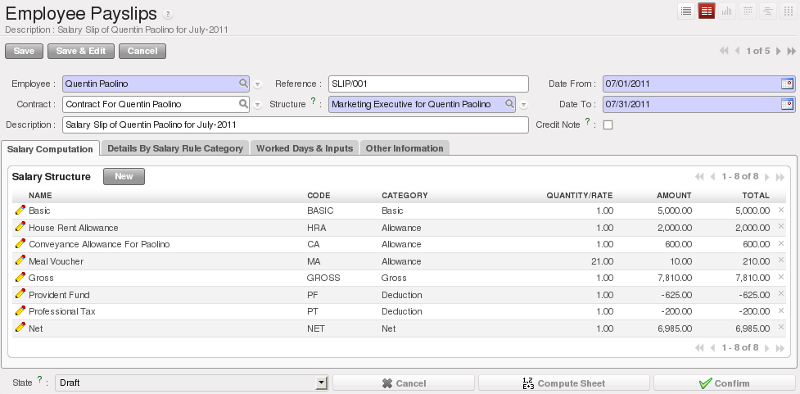 Employee Payslips ?
Description : Salary Slip of Quentin Paolino for July-2011
Save Save & Edit Cancel 1 of 5
Employee : Quentin Paolino Reference : SLIP/001 Date From : 07/01/2011
Contract : Contract For Quentin Paolino Structure ? : Marketing Executive for Quentin Paolino Date To : 07/31/2011
Description : Salary Slip of Quentin Paolino for July-2011 Credit Note ? :
Salary Computation Details By Salary Rule Category Worked Days & Inputs Other Information
Salary Structure New 1 - 8 of 8
NAME CODE CATEGORY QUANTITY/RATE AMOUNT TOTAL
Basic BASIC Basic 1.00 5,000.00 5,000.00
House Rent Allowance HRA Allowance 1.00 2,000.00 2,000.00
Conveyance Allowance For Paolino CA Allowance 1.00 600.00 600.00
Meal Voucher MA Allowance 21.00 10.00 210.00
Gross GROSS Gross 1.00 7,810.00 7,810.00
Provident Fund PF Deduction 1.00 -625.00 -625.00
Professional Tax PT Deduction 1.00 -200.00 -200.00
Net NET Net 1.00 6,985.00 6,985.00
1 - 8 of 8
State ? : Draft Cancel Compute Sheet Confirm